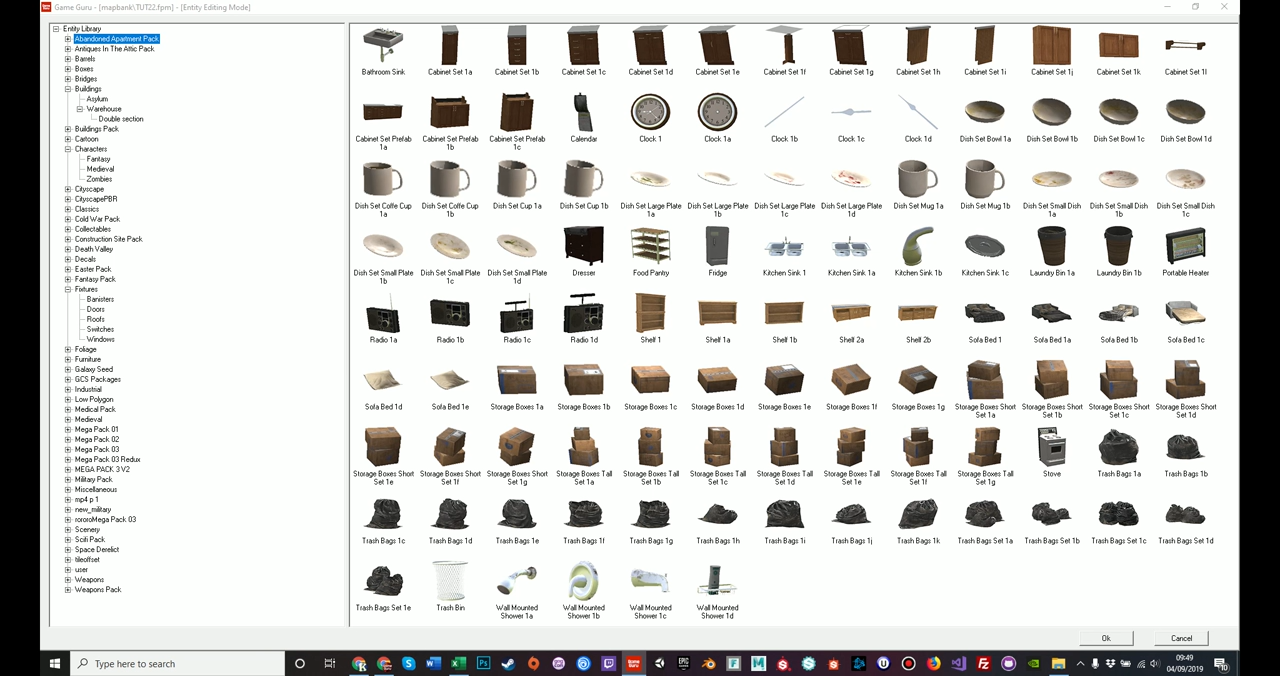 Game Guru - [mapbank\TUT22.fpm] - [Entity Editing Mode]
Entity Library
Abandoned Apartment Pack
Antiques In The Attic Pack
Barrels
Boxes
Bridges
Buildings
Asylum
Warehouse
Double section
Buildings Pack
Cartoon
Characters
Fantasy
Medieval
Zombies
Cityscape
CityscapePBR
Classics
Cold War Pack
Collectables
Construction Site Pack
Death Valley
Decals
Easter Pack
Fantasy Pack
Fixtures
Banisters
Doors
Roofs
Switches
Windows
Foliage
Furniture
Galaxy Seed
GCS Packages
Industrial
Low Polygon
Medical Pack
Medieval
Mega Pack 01
Mega Pack 02
Mega Pack 03
Mega Pack 03 Redux
MEGA PACK 3 V2
Military Pack
Miscellaneous
mp4 p 1
new_military
rororoMega Pack 03
Scenery
Scifi Pack
Space Derelict
tileoffset
user
Weapons
Weapons Pack
Bathroom Sink
Cabinet Set 1a
Cabinet Set 1b
Cabinet Set 1c
Cabinet Set 1d
Cabinet Set 1e
Cabinet Set 1f
Cabinet Set 1g
Cabinet Set 1h
Cabinet Set 1i
Cabinet Set 1j
Cabinet Set 1k
Cabinet Set 1l
Cabinet Set Prefab
1a
Cabinet Set Prefab
1b
Cabinet Set Prefab
1c
Calendar
Clock 1
Clock 1a
Clock 1b
Clock 1c
Clock 1d
Dish Set Bowl 1a
Dish Set Bowl 1b
Dish Set Bowl 1c
Dish Set Bowl 1d
Dish Set Coffe Cup
1a
Dish Set Coffe Cup
1b
Dish Set Cup 1a
Dish Set Cup 1b
Dish Set Large Plate
1a
Dish Set Large Plate
1b
Dish Set Large Plate
1c
Dish Set Large Plate
1d
Dish Set Mug 1a
Dish Set Mug 1b
Dish Set Small Dish
1a
Dish Set Small Dish
1b
Dish Set Small Dish
1c
Dish Set Small Plate
1b
Dish Set Small Plate
1c
Dish Set Small Plate
1d
Dresser
Food Pantry
Fridge
Kitchen Sink 1
Kitchen Sink 1a
Kitchen Sink 1b
Kitchen Sink 1c
Laundry Bin 1a
Laundry Bin 1b
Portable Heater
Radio 1a
Radio 1b
Radio 1c
Radio 1d
Shelf 1
Shelf 1a
Shelf 1b
Shelf 2a
Shelf 2b
Sofa Bed 1
Sofa Bed 1a
Sofa Bed 1b
Sofa Bed 1c
Sofa Bed 1d
Sofa Bed 1e
Storage Boxes 1a
Storage Boxes 1b
Storage Boxes 1c
Storage Boxes 1d
Storage Boxes 1e
Storage Boxes 1f
Storage Boxes 1g
Storage Boxes Short
Set 1a
Storage Boxes Short
Set 1b
Storage Boxes Short
Set 1c
Storage Boxes Short
Set 1d
Storage Boxes Short
Set 1e
Storage Boxes Short
Set 1f
Storage Boxes Short
Set 1g
Storage Boxes Tall
Set 1a
Storage Boxes Tall
Set 1b
Storage Boxes Tall
Set 1c
Storage Boxes Tall
Set 1d
Storage Boxes Tall
Set 1e
Storage Boxes Tall
Set 1f
Storage Boxes Tall
Set 1g
Stove
Trash Bags 1a
Trash Bags 1b
Trash Bags 1c
Trash Bags 1d
Trash Bags 1e
Trash Bags 1f
Trash Bags 1g
Trash Bags 1h
Trash Bags 1i
Trash Bags 1j
Trash Bags 1k
Trash Bags Set 1a
Trash Bags Set 1b
Trash Bags Set 1c
Trash Bags Set 1d
Trash Bags Set 1e
Trash Bin
Wall Mounted
Shower 1a
Wall Mounted
Shower 1b
Wall Mounted
Shower 1c
Wall Mounted
Shower 1d
Ok
Cancel
Type here to search
09:49
04/09/2019